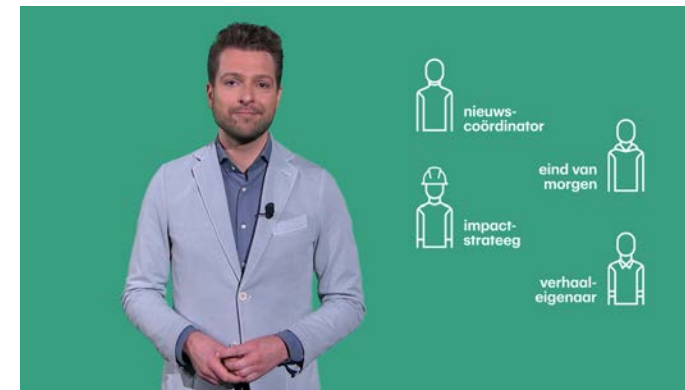 nieuws-
coördinator
eind van
morgen
impact-
strateeg
verhaal-
eigenaar